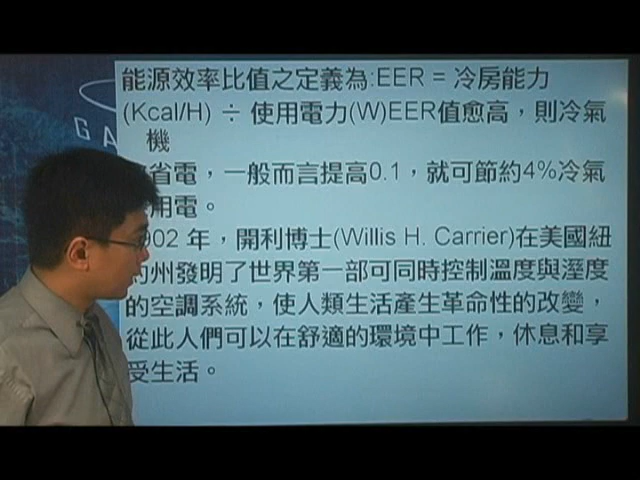 能源效率比值之定義為:EER = 冷房能力
(Kcal/H) ÷ 使用電力(W)EER值愈高，則冷氣
機
省電，一般而言提高0.1，就可節約4%冷氣
用電。
902 年，開利博士(Willis H. Carrier)在美國紐
約州發明了世界第一部可同時控制溫度與溼度
的空調系統，使人類生活產生革命性的改變，
從此人們可以在舒適的環境中工作，休息和享
受生活。
GA